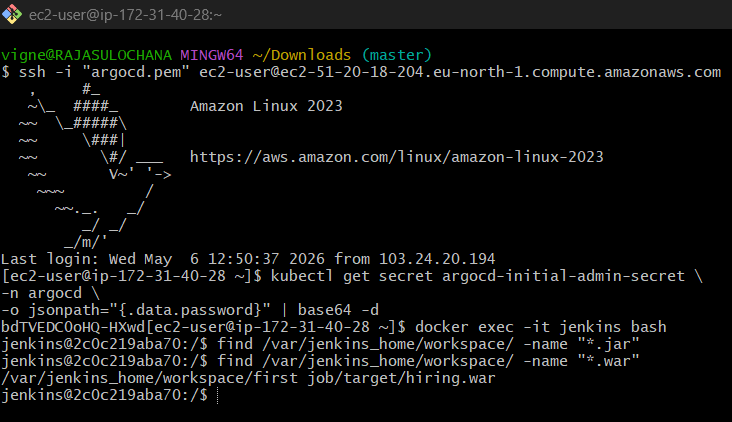 ec2-user@ip-172-31-40-28:~
vigne@RAJASULOCHANA MINGW64 ~/Downloads (master)
$ ssh -i "argocd.pem" ec2-user@ec2-51-20-18-204.eu-north-1.compute.amazonaws.com
   ,     #_
   ~\_  ####_        Amazon Linux 2023
  ~~  \_#####\
  ~~     \###|
  ~~       \#/ ___   https://aws.amazon.com/linux/amazon-linux-2023
   ~~       V~' '->
    ~~~         /
      ~~._.   _/
         _/ _/
       _/m/'
Last login: Wed May  6 12:50:37 2026 from 103.24.20.194
[ec2-user@ip-172-31-40-28 ~]$ kubectl get secret argocd-initial-admin-secret \
-n argocd \
-o jsonpath="{.data.password}" | base64 -d
bdTVEDCOoHQ-HXwd[ec2-user@ip-172-31-40-28 ~]$ docker exec -it jenkins bash
jenkins@2c0c219aba70:/$ find /var/jenkins_home/workspace/ -name "*.jar"
jenkins@2c0c219aba70:/$ find /var/jenkins_home/workspace/ -name "*.war"
/var/jenkins_home/workspace/first job/target/hiring.war
jenkins@2c0c219aba70:/$